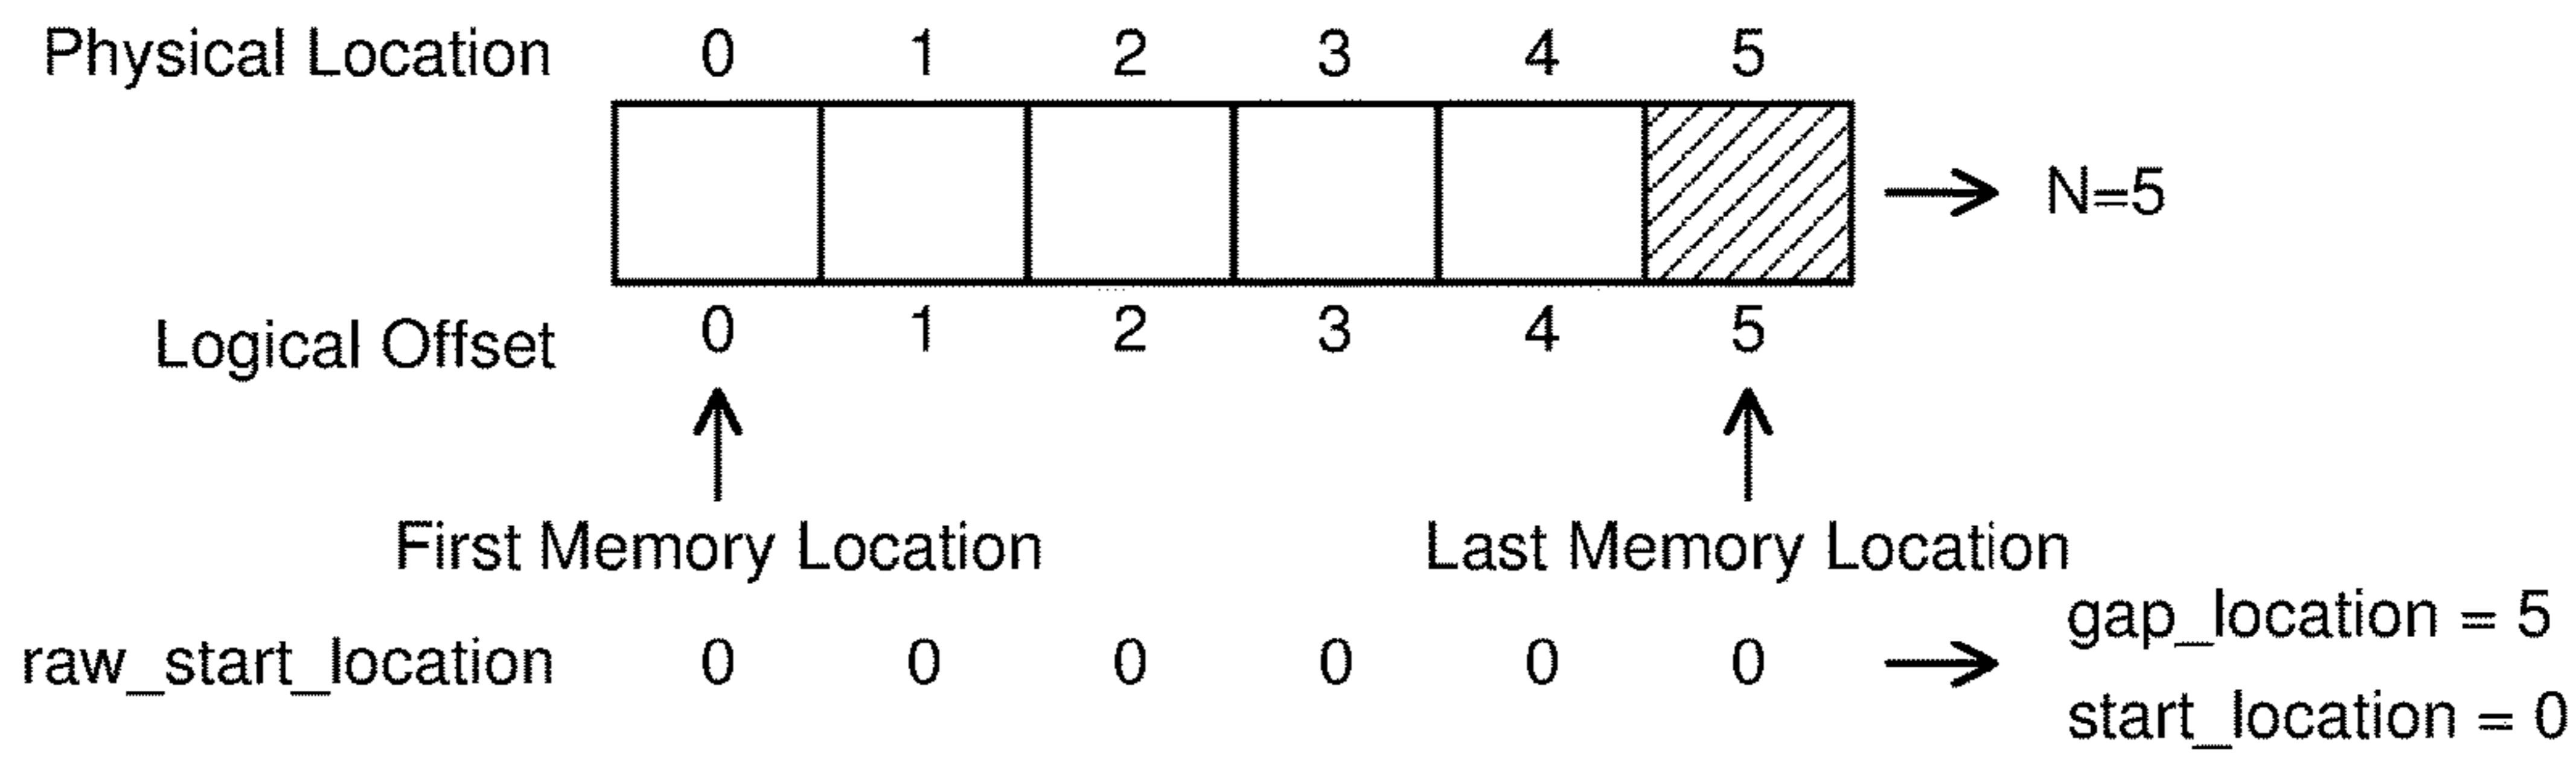 Physical Location 0 1 2 3 4 5
N=5
Logical Offset 0 1 2 3 4 5
First Memory Location Last Memory Location
gap_location = 5
raw_start_location 0 0 0 0 0 0
start_location = 0